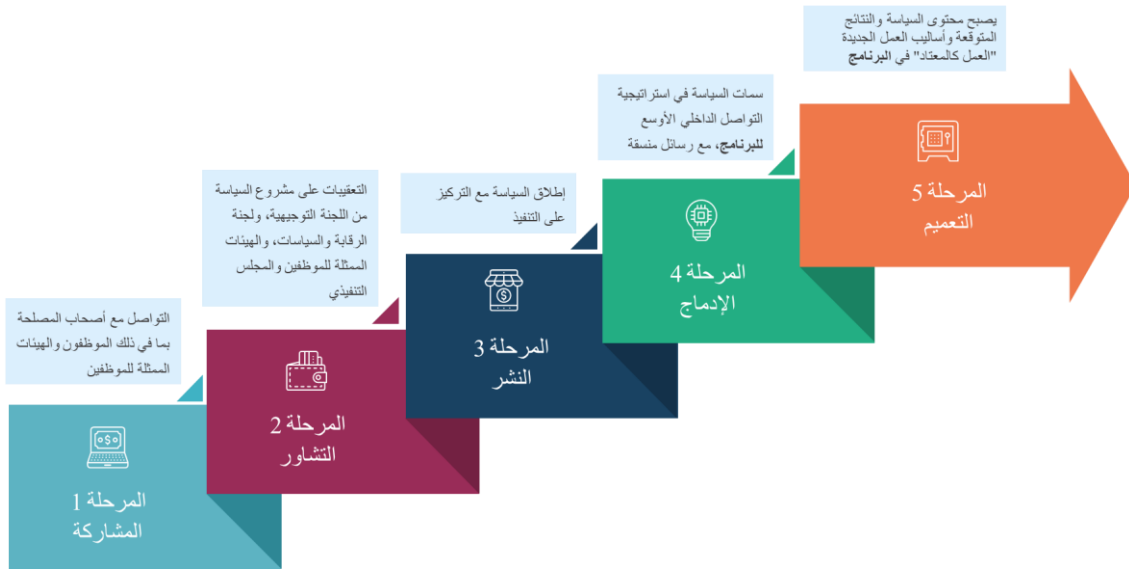 التواصل مع أصحاب المصلحة
بما في ذلك الموظفون والهيئات
الممثلة للموظفين
المرحلة 1
المشاركة
التعقيبات على مشروع السياسة
من اللجنة التوجيهية، ولجنة
الرقابة والسياسات، والهيئات
الممثلة للموظفين والمجلس
التنفيذي
المرحلة 2
التشاور
إطلاق السياسة مع التركيز
على التنفيذ
المرحلة 3
النشر
سمات السياسة في استراتيجية
التواصل الداخلي الأوسع
للبرنامج، مع رسائل منسقة
المرحلة 4
الإدماج
يصبح محتوى السياسة والنتائج
المتوقعة وأساليب العمل الجديدة
"العمل كالمعتاد" في البرنامج
المرحلة 5
التعميم